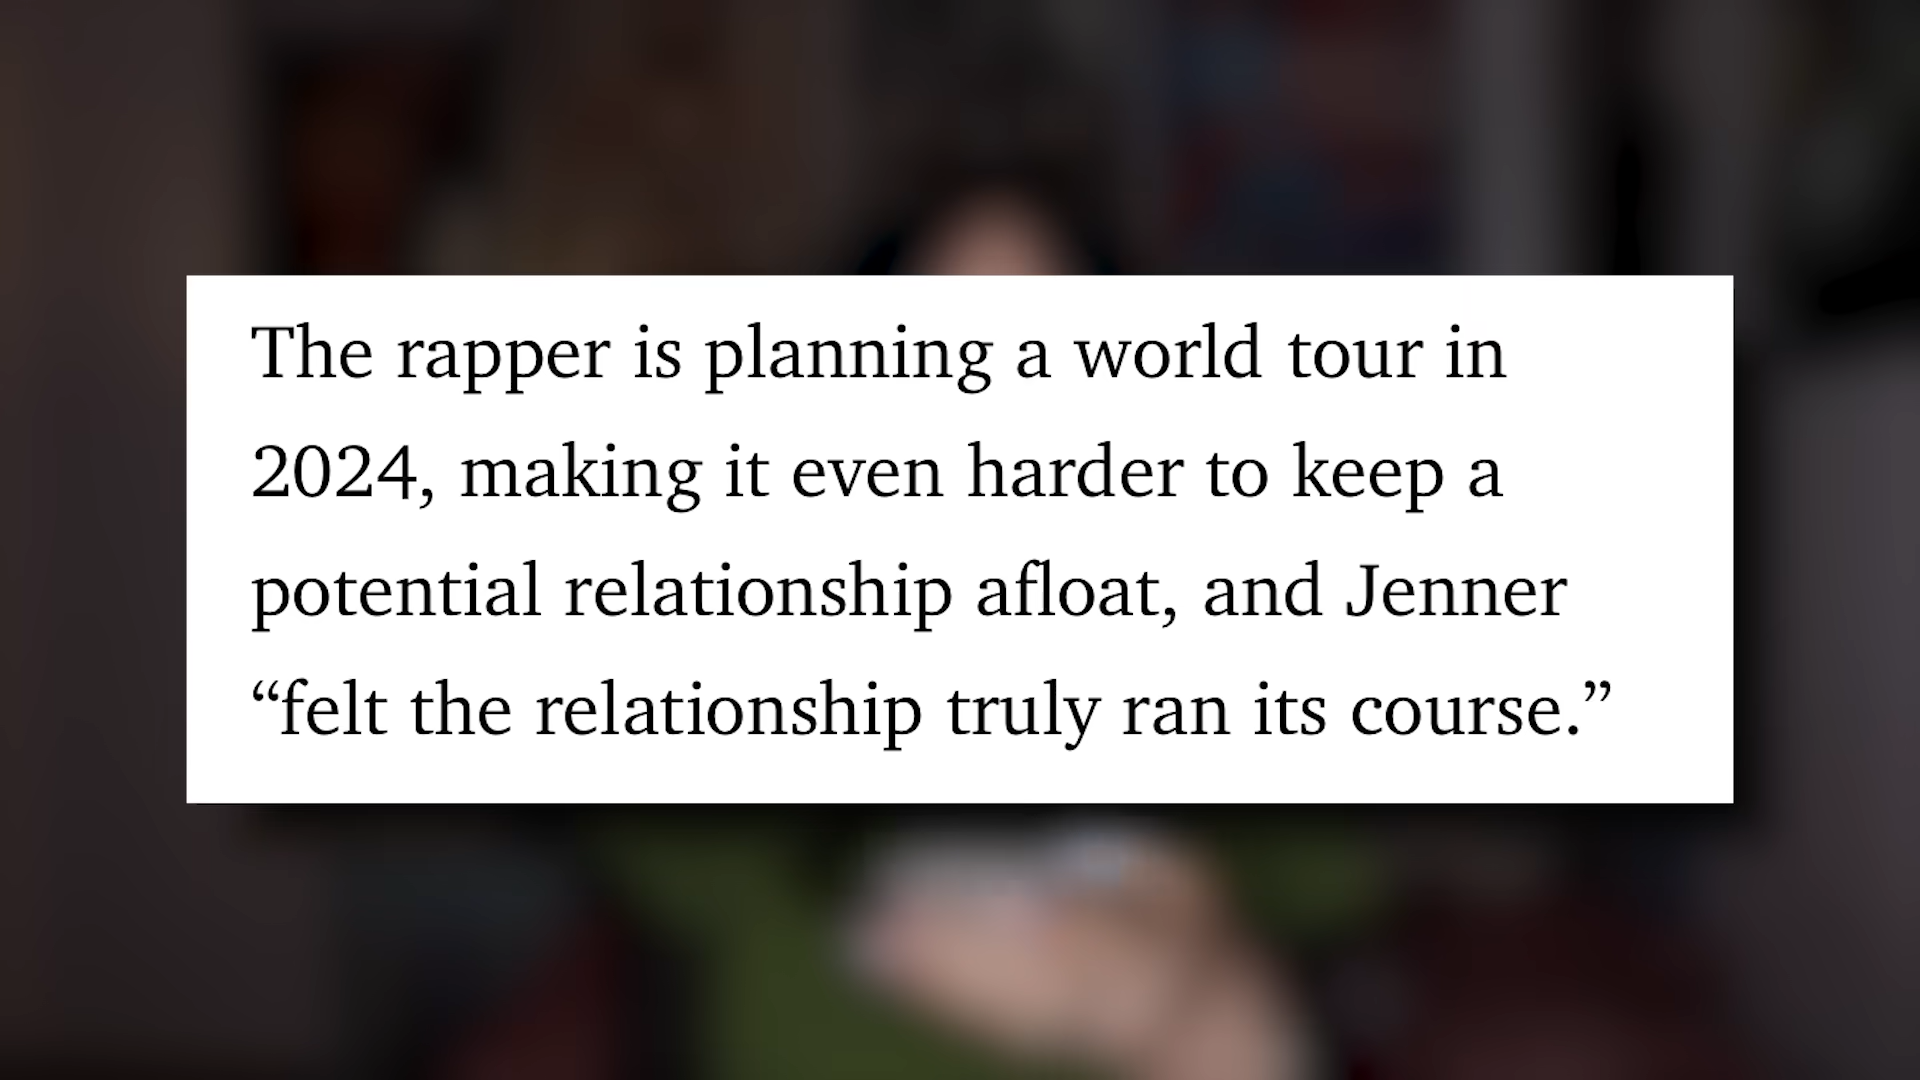 The rapper is planning a world tour in
2024, making it even harder to keep a
potential relationship afloat, and Jenner
“felt the relationship truly ran its course.”